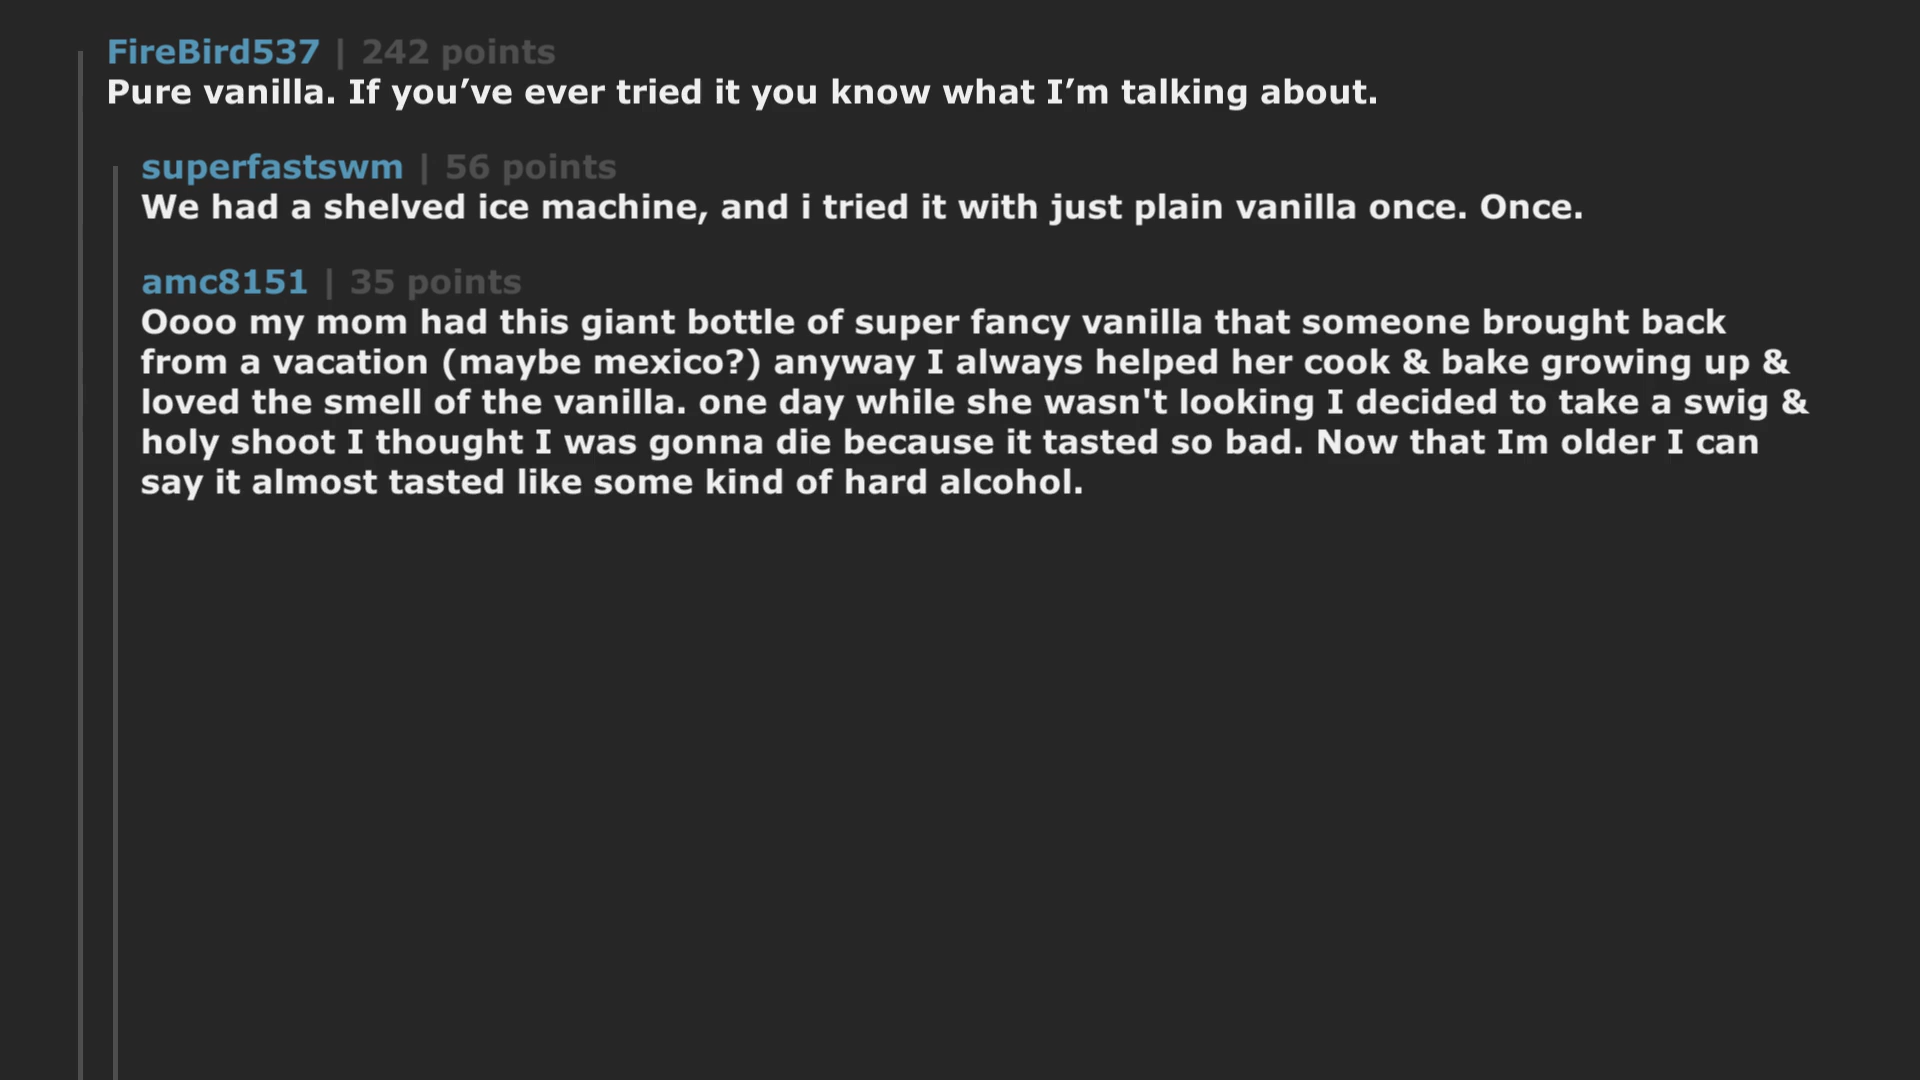 FireBird537 | 242 points
Pure vanilla. If you’ve ever tried it you know what I’m talking about.
superfastswm | 56 points
We had a shelved ice machine, and i tried it with just plain vanilla once. Once.
amc8151 | 35 points
Oooo my mom had this giant bottle of super fancy vanilla that someone brought back
from a vacation (maybe mexico?) anyway I always helped her cook & bake growing up &
loved the smell of the vanilla. one day while she wasn't looking I decided to take a swig &
holy shoot I thought I was gonna die because it tasted so bad. Now that Im older I can
say it almost tasted like some kind of hard alcohol.